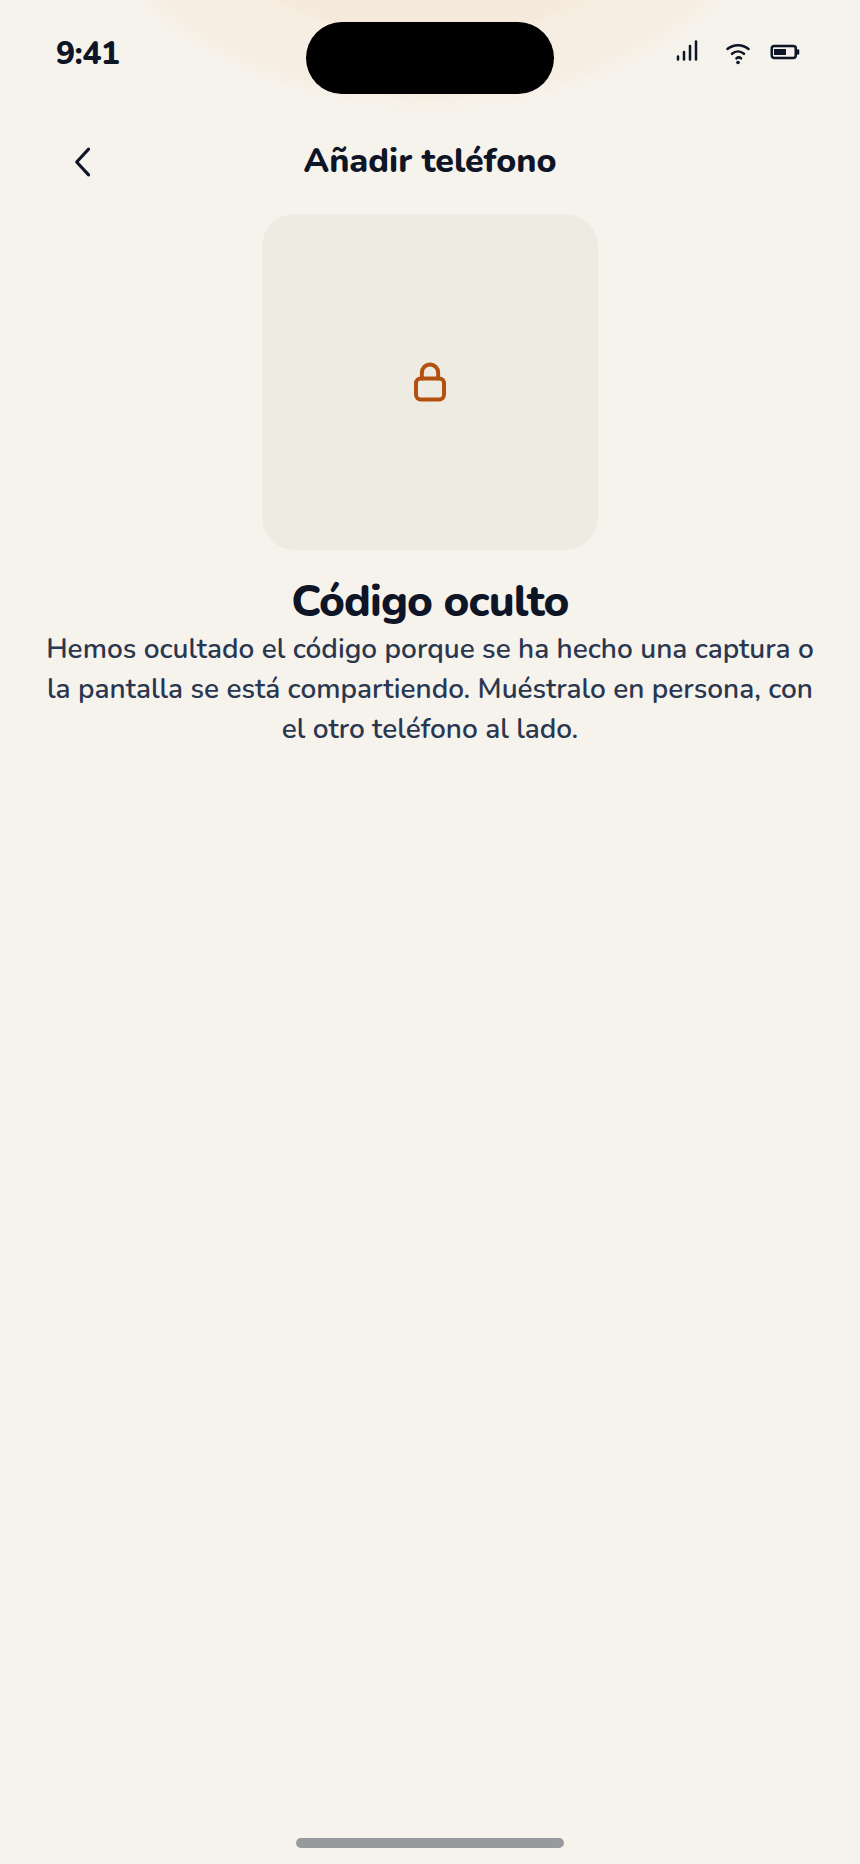 9:41
Añadir teléfono
Código oculto
Hemos ocultado el código porque se ha hecho una captura o
la pantalla se está compartiendo. Muéstralo en persona, con
el otro teléfono al lado.